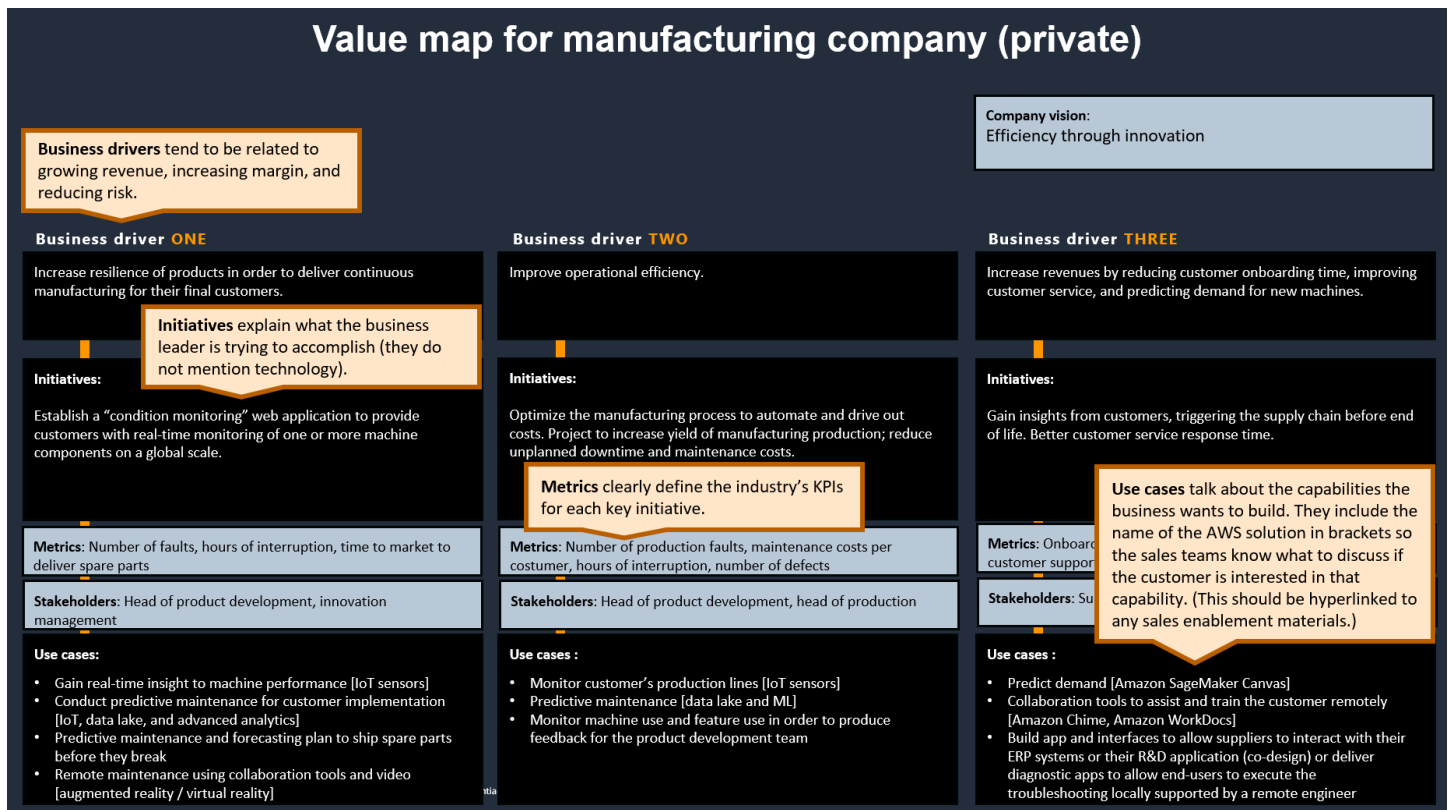 Value map for manufacturing company (private)
Company vision:
Efficiency through innovation
Business drivers tend to be related to
growing revenue, increasing margin, and
reducing risk.
Business driver ONE
Increase resilience of products in order to deliver continuous
manufacturing for their final customers.
Initiatives explain what the business
leader is trying to accomplish (they do
not mention technology).
Initiatives:
Establish a “condition monitoring” web application to provide
customers with real-time monitoring of one or more machine
components on a global scale.
Metrics: Number of faults, hours of interruption, time to market to
deliver spare parts
Stakeholders: Head of product development, innovation
management
Use cases:
• Gain real-time insight to machine performance [IoT sensors]
• Conduct predictive maintenance for customer implementation
[IoT, data lake, and advanced analytics]
• Predictive maintenance and forecasting plan to ship spare parts
before they break
• Remote maintenance using collaboration tools and video
[augmented reality / virtual reality]
Business driver TWO
Improve operational efficiency.
Initiatives:
Optimize the manufacturing process to automate and drive out
costs. Project to increase yield of manufacturing production; reduce
unplanned downtime and maintenance costs.
Metrics clearly define the industry’s KPIs
for each key initiative.
Metrics: Number of production faults, maintenance costs per
costumer, hours of interruption, number of defects
Stakeholders: Head of product development, head of production
Use cases :
• Monitor customer’s production lines [IoT sensors]
• Predictive maintenance [data lake and ML]
• Monitor machine use and feature use in order to produce
feedback for the product development team
Business driver THREE
Increase revenues by reducing customer onboarding time, improving
customer service, and predicting demand for new machines.
Initiatives:
Gain insights from customers, triggering the supply chain before end
of life. Better customer service response time.
Use cases talk about the capabilities the
business wants to build. They include the
name of the AWS solution in brackets so
the sales teams know what to discuss if
the customer is interested in that
capability. (This should be hyperlinked to
any sales enablement materials.)
Metrics:
customer
Stakeholders:
Use cases :
• Predict demand [Amazon SageMaker Canvas]
• Collaboration tools to assist and train the customer remotely
[Amazon Chime, Amazon WorkDocs]
• Build app and interfaces to allow suppliers to interact with their
ERP systems or their R&D application (co-design) or deliver
diagnostic apps to allow end-users to execute the
troubleshooting locally supported by a remote engineer